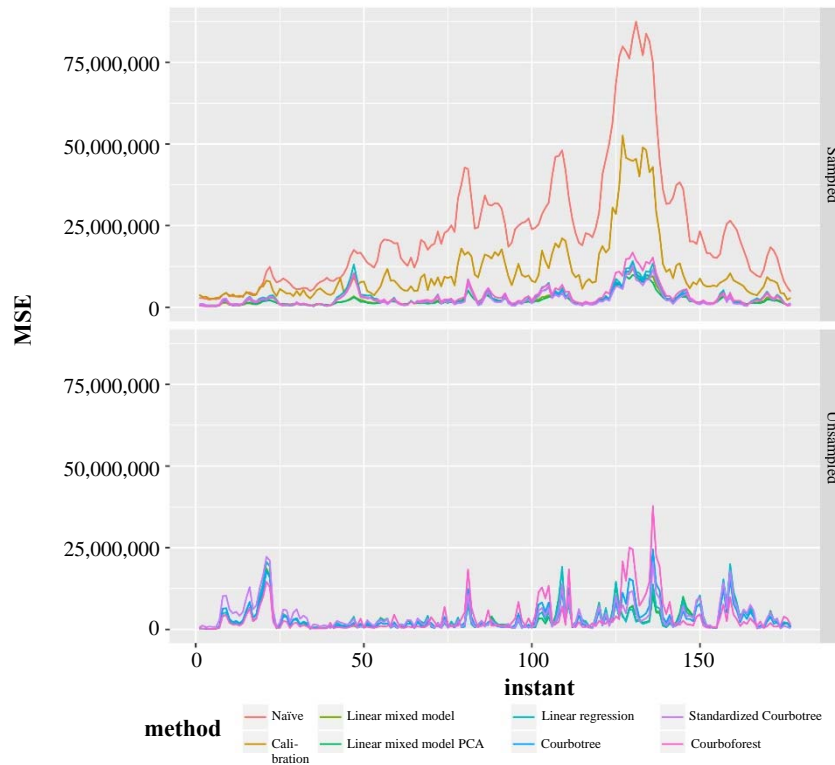 75,000,000
50,000,000
25,000,000
0
Sampled
MSE
75,000,000
50,000,000
25,000,000
0
Unsampled
0
50
100
150
instant
method
Naïve
Linear mixed model
Linear regression
Standardized Courbotree
Cali-
bration
Linear mixed model PCA
Courbotree
Courboforest